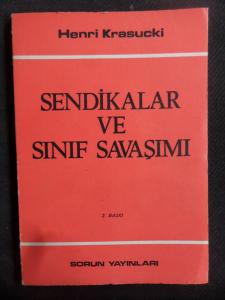 Henri Krasucki
SENDİKALAR
VE
SINIF SAVAŞIMI
2. BASKI
SORUN YAYINLARI